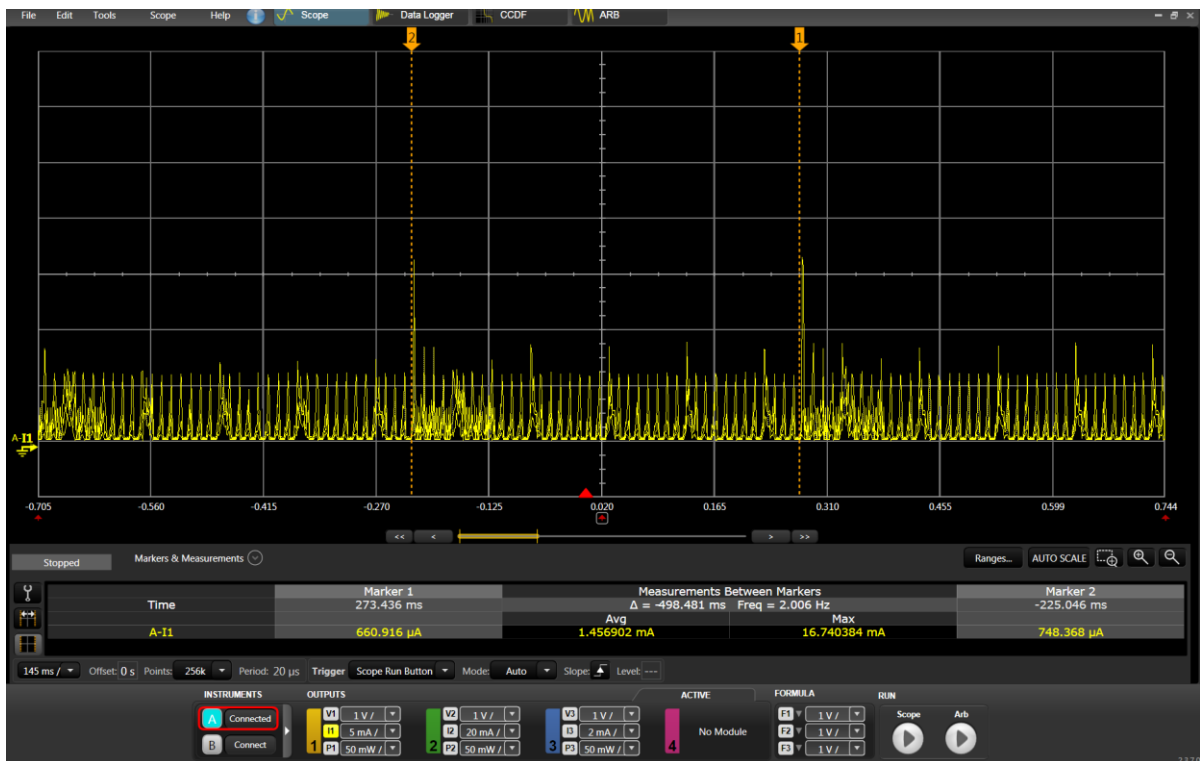 File Edit Tools Scope Help i Scope Data Logger CCDF ARB
2 1
A-I1
-0.705 -0.560 -0.415 -0.270 -0.125 0.020 0.165 0.310 0.455 0.599 0.744
<< < > >>
Stopped Markers & Measurements Ranges... AUTO SCALE
Marker 1 Measurements Between Markers Marker 2
Time 273.436 ms Δ = -498.481 ms Freq = 2.006 Hz -225.046 ms
Avg Max
A-I1 660.916 µA 1.456902 mA 16.740384 mA 748.368 µA
145 ms / Offset: 0 s Points: 256k Period: 20 µs Trigger Scope Run Button Mode: Auto Slope: Level: ---
INSTRUMENTS OUTPUTS ACTIVE FORMULA RUN
A Connected V1 1 V / V2 1 V / V3 1 V / F1 1 V / Scope Arb
I1 5 mA / I2 20 mA / I3 2 mA / No Module F2 1 V /
B Connect 1 P1 50 mW / 2 P2 50 mW / 3 P3 50 mW / 4 F3 1 V /